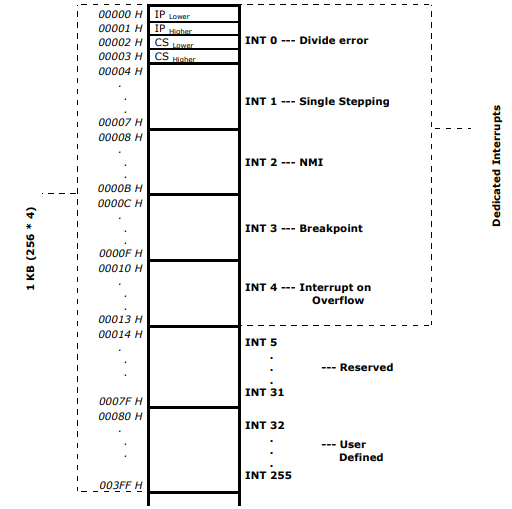 00000 H IP Lower
00001 H IP Higher
00002 H CS Lower
INT 0 --- Divide error
00003 H CS Higher
00004 H
.
.
INT 1 --- Single Stepping
.
00007 H
00008 H
.
.
INT 2 --- NMI
.
0000B H
0000C H
.
.
INT 3 --- Breakpoint
.
0000F H
00010 H
.
INT 4 --- Interrupt on
.
Overflow
.
00013 H
00014 H
INT 5
.
.
.
.
.
--- Reserved
.
INT 31
0007F H
00080 H
INT 32
.
.
.
.
--- User
.
Defined
.
INT 255
003FF H
1 KB (256 * 4)
Dedicated Interrupts